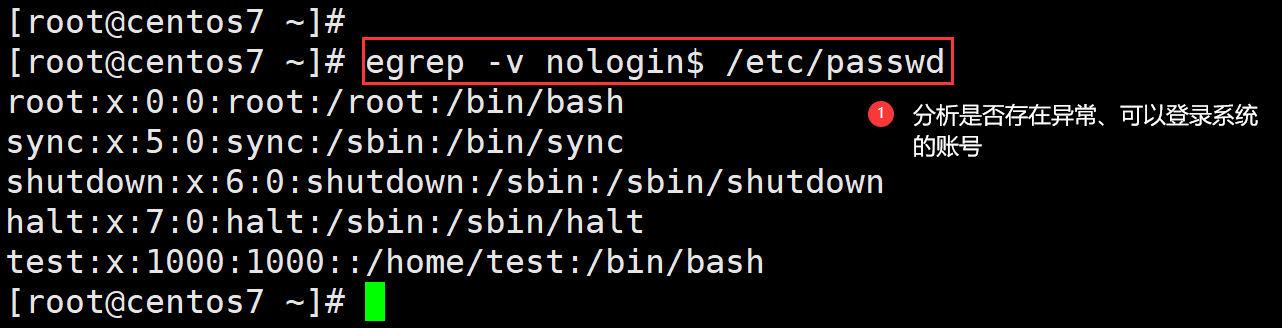 [root@centos7 ~]#
[root@centos7 ~]# egrep -v nologin$ /etc/passwd
root:x:0:0:root:/root:/bin/bash
sync:x:5:0:sync:/sbin:/bin/sync
shutdown:x:6:0:shutdown:/sbin:/sbin/shutdown
halt:x:7:0:halt:/sbin:/sbin/halt
test:x:1000:1000::/home/test:/bin/bash
[root@centos7 ~]#
1 分析是否存在异常、可以登录系统
的账号